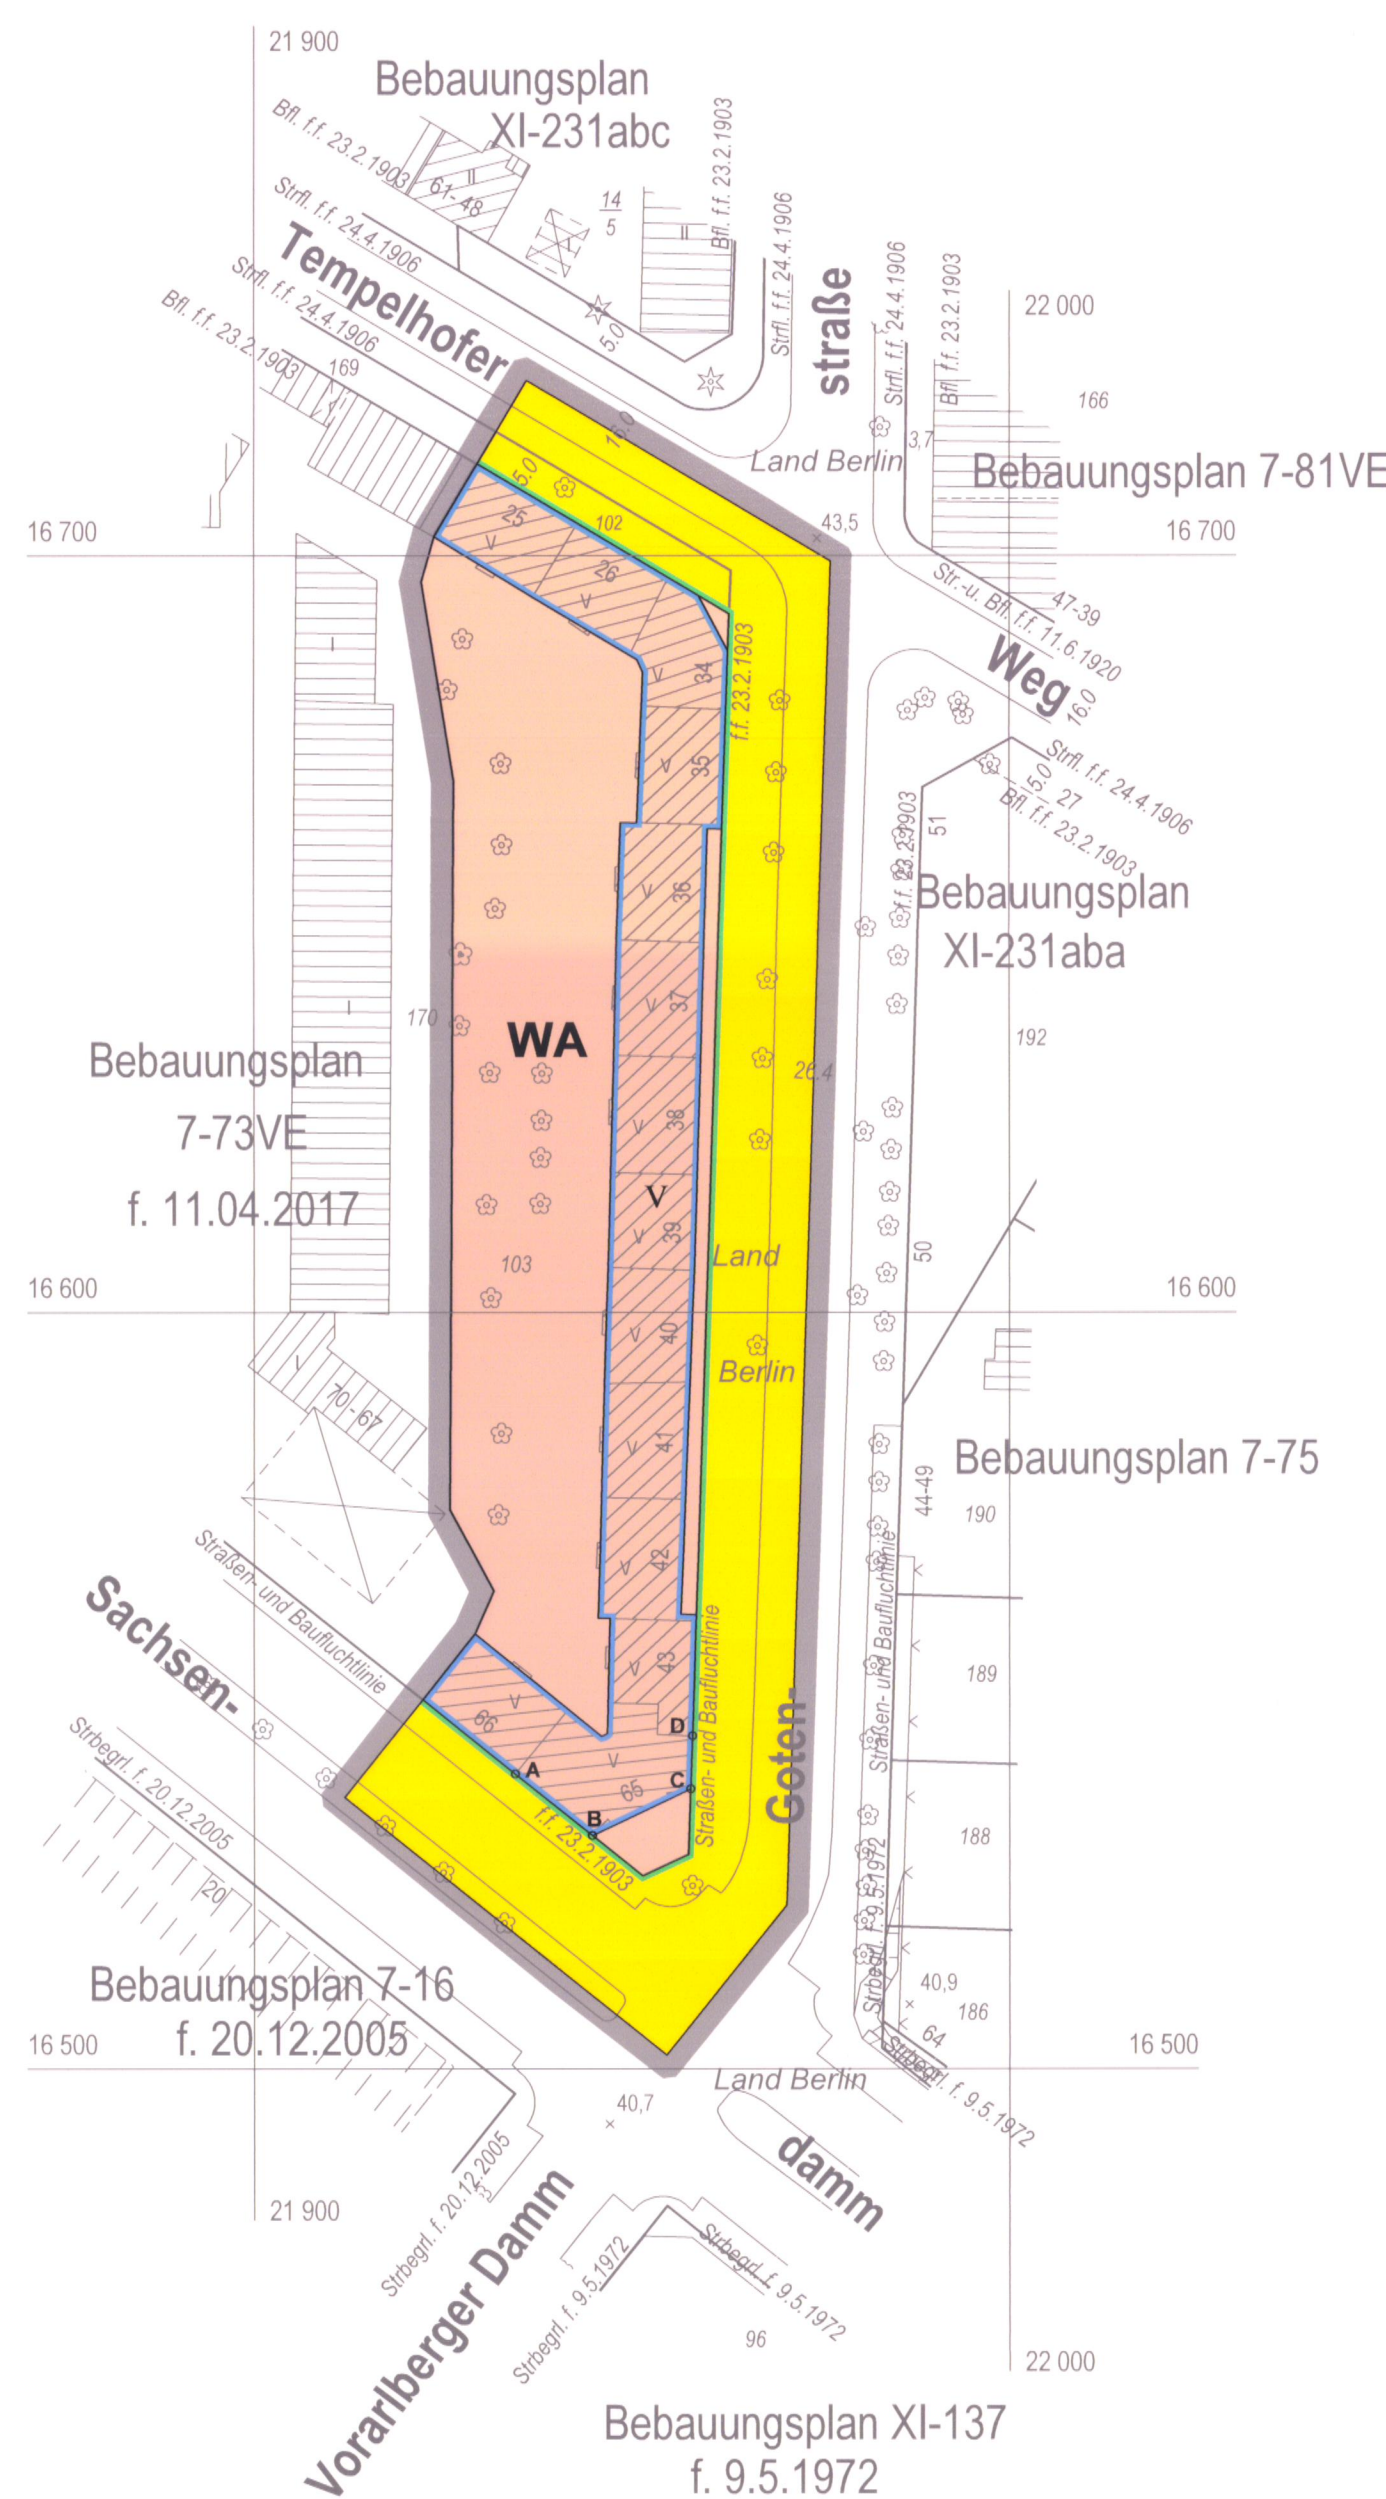 21 900
Bebauungsplan
XI-231abc
Bfl. f.f. 23.2.1903
61-48
II
Strfl. f.f. 24.4.1906
14
5
I
II
Bfl. f.f. 23.2.1903
Strfl. f.f. 24.4.1906
Tempelhofer
Strfl. f.f. 24.4.1906
Bfl. f.f. 23.2.1903
169
5.0
straße
Strfl. f.f. 24.4.1906
Bfl. f.f. 23.2.1903
22 000
166
16.0
3,7
Land Berlin
Bebauungsplan 7-81VE
5.0
25
V
102
43,5
16 700
16 700
26
V
Str.-u. Bfl. f.f. 11.6.1920
47-39
Weg
16.0
I
34
V
f.f. 23.2.1903
35
V
Strfl. f.f. 24.4.1906
5.0
27
Bfl. f.f. 23.2.1903
51
f.f. 23.2.1903
36
V
Bebauungsplan
XI-231aba
37
V
I
170
WA
192
Bebauungsplan
7-73VE
f. 11.04.2017
26.4
38
V
V
39
V
50
103
Land
16 600
16 600
40
V
Berlin
I
70-67
41
V
Bebauungsplan 7-75
44-49
190
Straßen- und Baufluchtlinie
42
V
Straßen- und Baufluchtlinie
Sachsen-
43
V
189
Straßen- und Baufluchtlinie
66
V
D
Goten-
Strbegrl. f. 20.12.2005
A
V
65
C
B
f.f. 23.2.1903
188
Strbegrl. f. 9.5.1972
20
Bebauungsplan 7-16
f. 20.12.2005
40,9
186
64
16 500
16 500
Strbegrl. f. 9.5.1972
Land Berlin
40,7
damm
Strbegrl. f. 20.12.2005
21 900
Vorarlberger Damm
Strbegrl. f. 9.5.1972
Strbegrl. f. 9.5.1972
96
22 000
Bebauungsplan XI-137
f. 9.5.1972